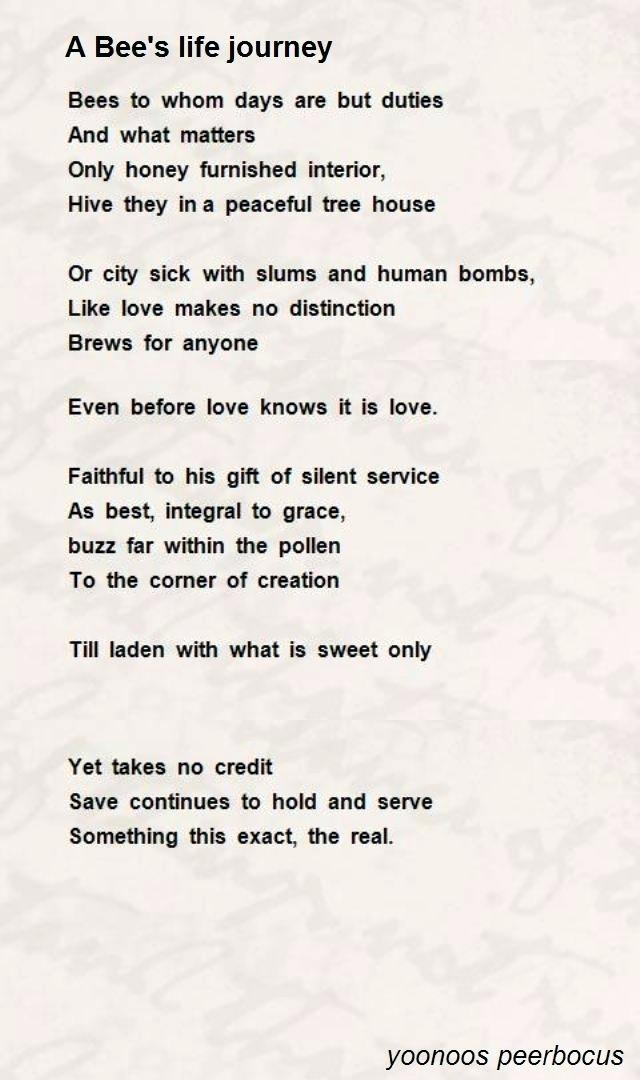 A Bee's life journey
Bees to whom days are but duties
And what matters
Only honey furnished interior,
Hive they in a peaceful tree house
Or city sick with slums and human bombs,
Like love makes no distinction
Brews for anyone
Even before love knows it is love.
Faithful to his gift of silent service
As best, integral to grace,
buzz far within the pollen
To the corner of creation
Till laden with what is sweet only
Yet takes no credit
Save continues to hold and serve
Something this exact, the real.
yoonoos peerbocus